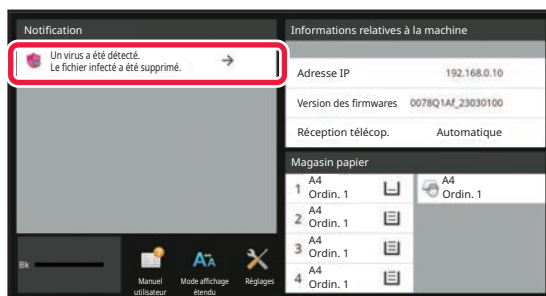 Notification
Un virus a été détecté.
Le fichier infecté a été supprimé.
Informations relatives à la machine
Adresse IP 192.168.0.10
Version des firmwares 0078Q1Af_23030100
Réception télécop. Automatique
Magasin papier
1 A4
Ordin. 1
A4
Ordin. 1
2 A4
Ordin. 1
3 A4
Ordin. 1
4 A4
Ordin. 1
Bk
Manuel
utilisateur
Mode affichage
étendu
Réglages